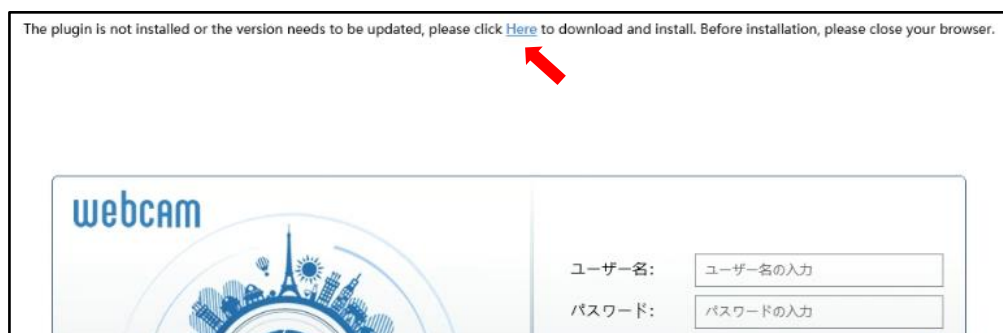 The plugin is not installed or the version needs to be updated, please click Here to download and install. Before installation, please close your browser.
webcam
ユーザー名:
ユーザー名の入力
パスワード:
パスワードの入力